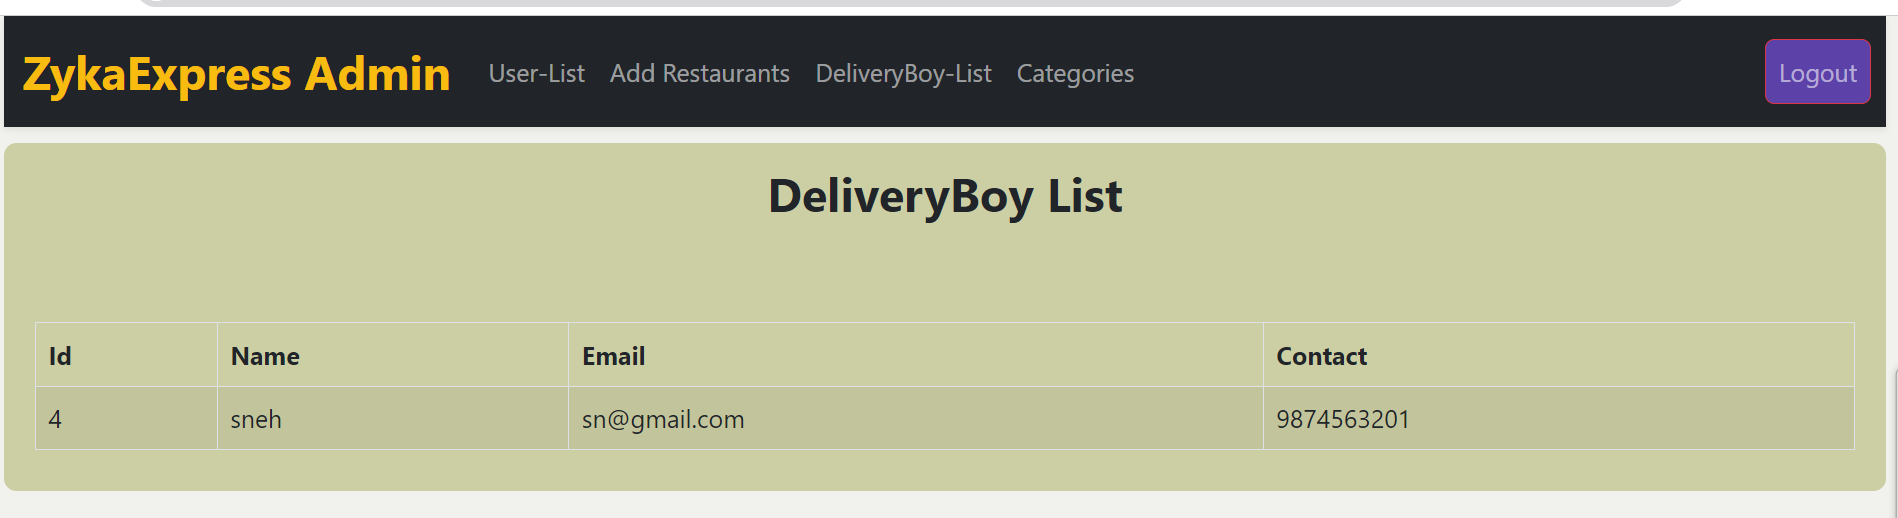 ZykaExpress Admin User-List Add Restaurants DeliveryBoy-List Categories Logout
DeliveryBoy List
Id Name Email Contact
4 sneh sn@gmail.com 9874563201